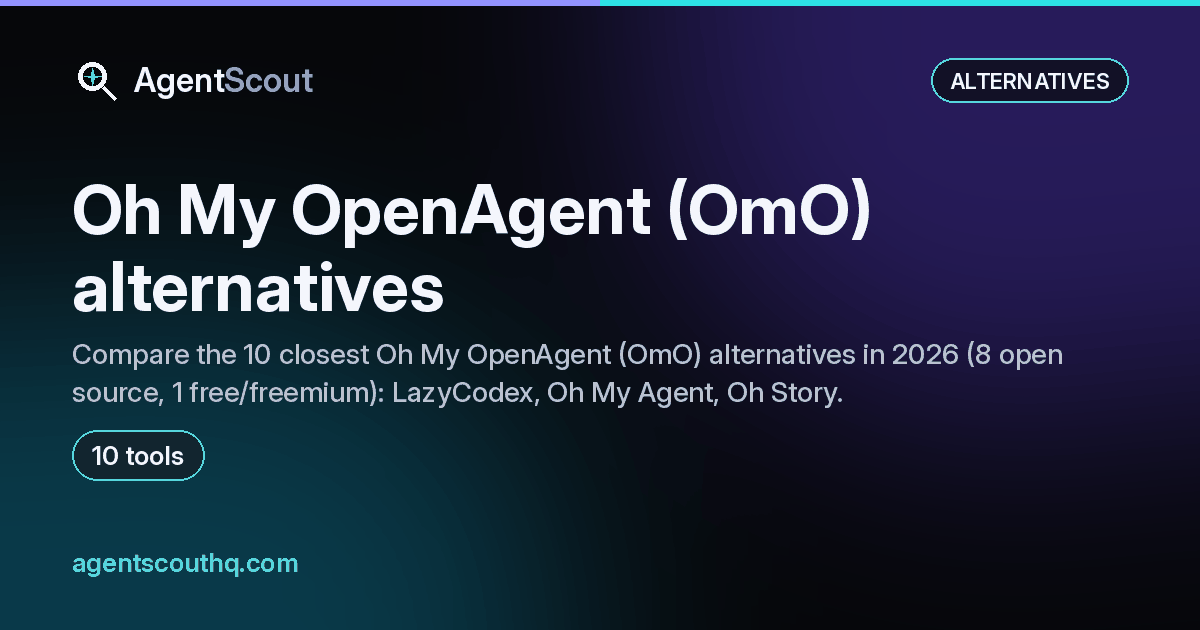 AgentScout
ALTERNATIVES
Oh My OpenAgent (OmO)
alternatives
Compare the 10 closest Oh My OpenAgent (OmO) alternatives in 2026 (8 open
source, 1 free/freemium): LazyCodex, Oh My Agent, Oh Story.
10 tools
agentscouthq.com